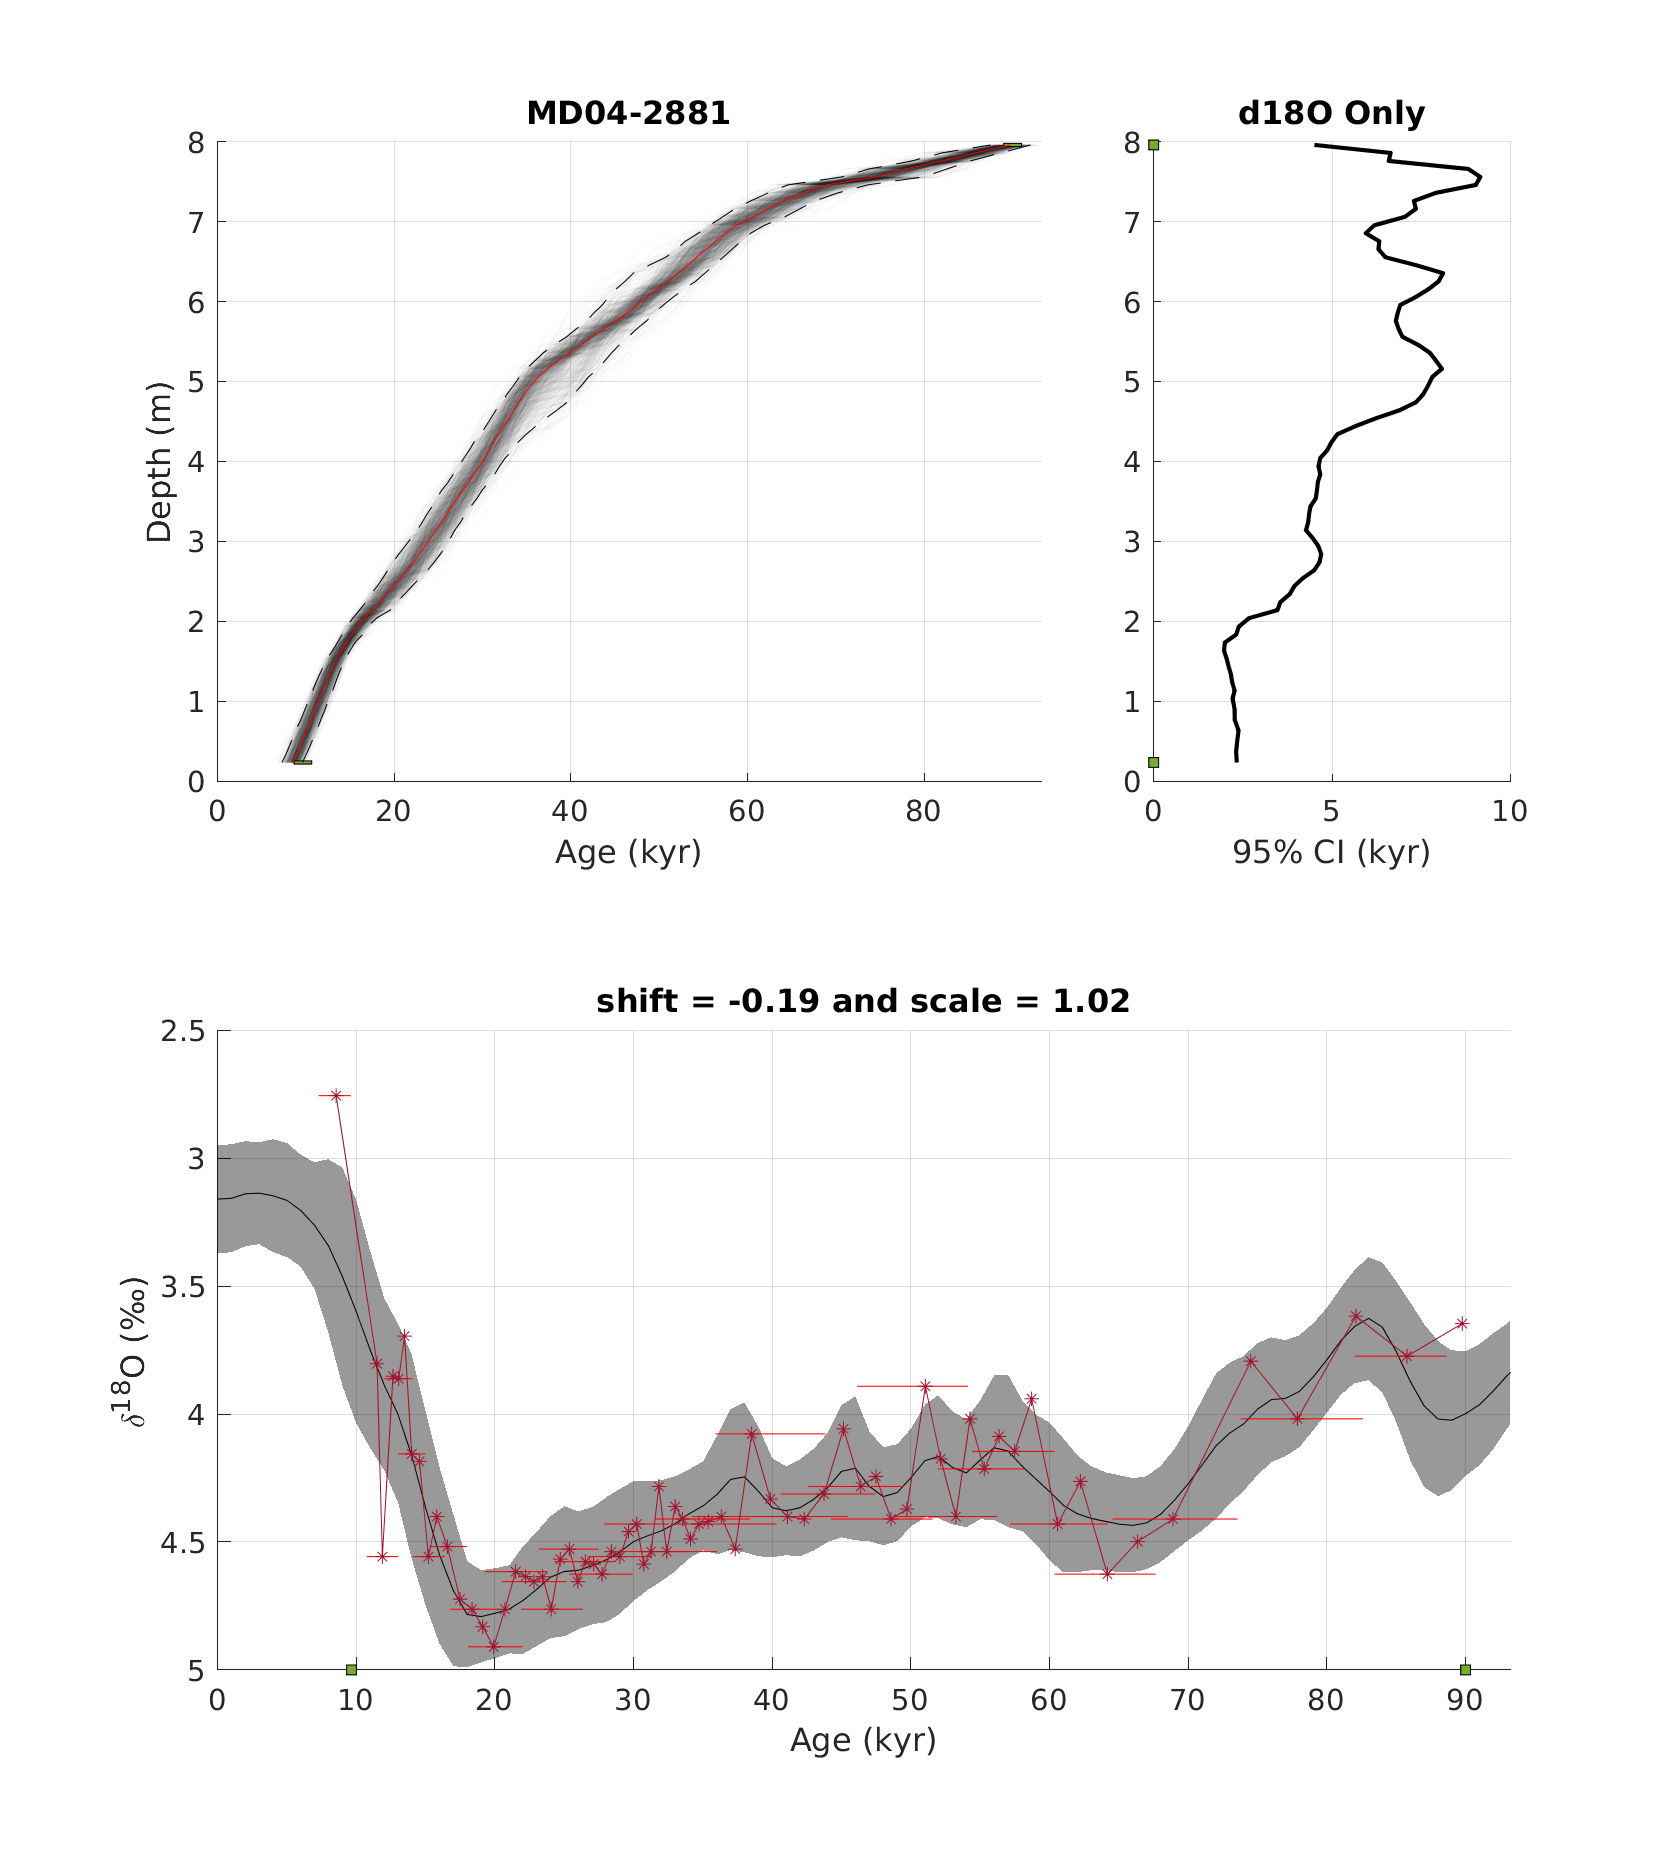 MD04-2881
d18O Only
8
7
6
5
4
3
2
1
0
Depth (m)
0 20 40 60 80
Age (kyr)
8
7
6
5
4
3
2
1
0
0 5 10
95% CI (kyr)
shift = -0.19 and scale = 1.02
2.5
3
3.5
4
4.5
5
δ¹⁸O (‰)
0 10 20 30 40 50 60 70 80 90
Age (kyr)